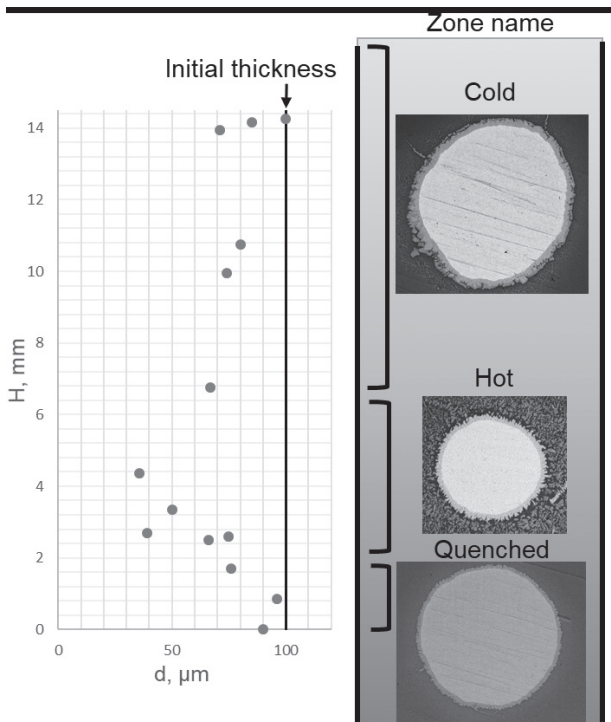 Zone name
Initial thickness
Cold
14
12
10
8
6
4
2
0
H, mm
Hot
Quenched
0 50 100
d, μm